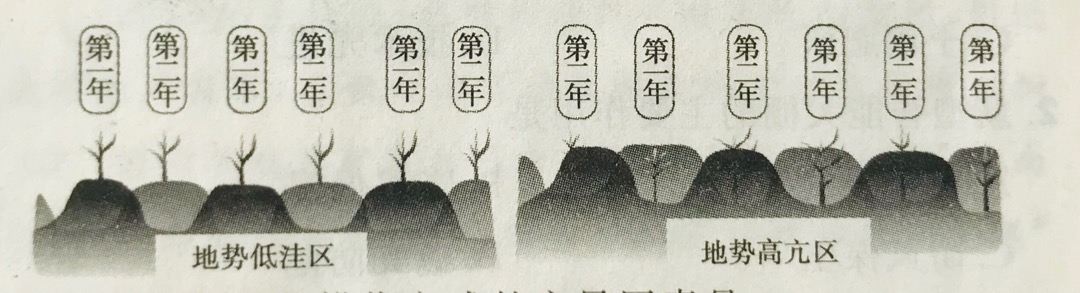 第一年
第二年
第一年
第二年
第一年
第二年
第二年
第一年
第二年
第一年
第二年
第一年
地势低洼区
地势高亢区